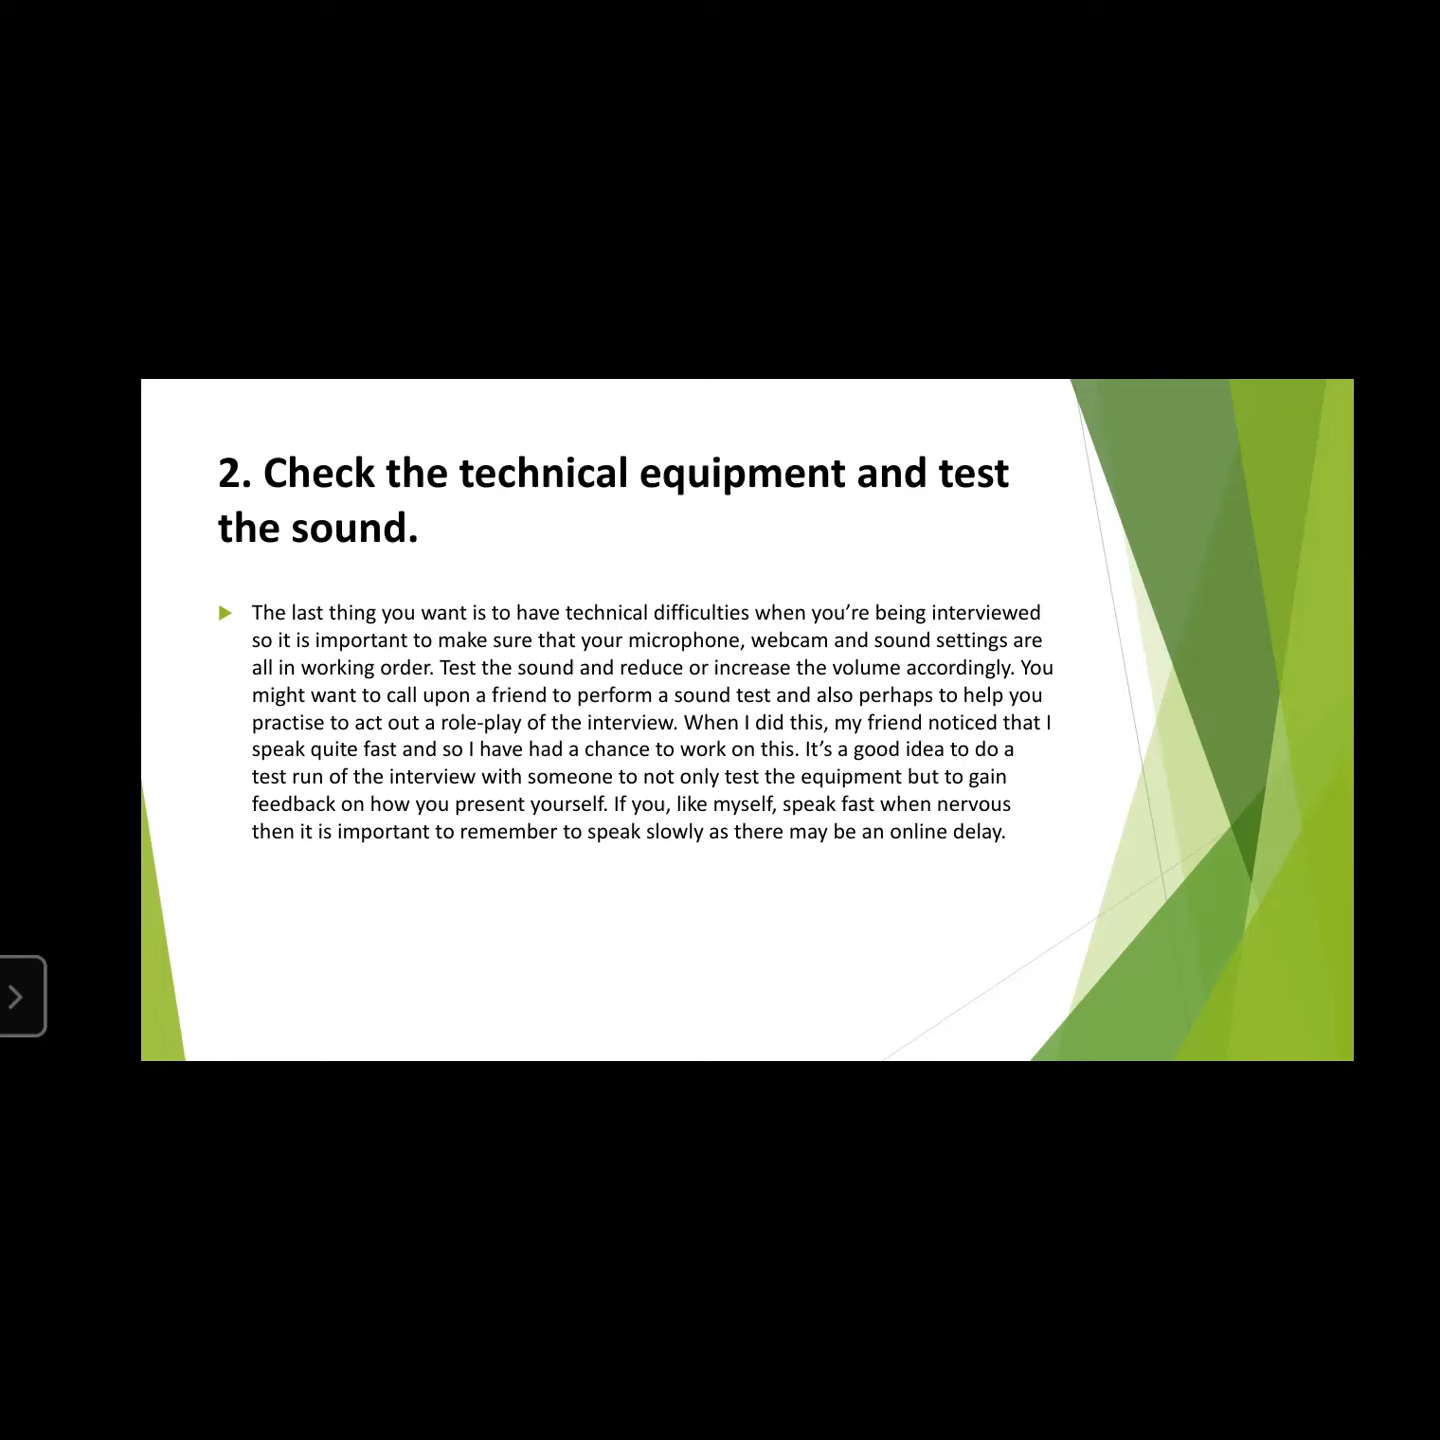 2. Check the technical equipment and test
the sound.
The last thing you want is to have technical difficulties when you’re being interviewed
so it is important to make sure that your microphone, webcam and sound settings are
all in working order. Test the sound and reduce or increase the volume accordingly. You
might want to call upon a friend to perform a sound test and also perhaps to help you
practise to act out a role-play of the interview. When I did this, my friend noticed that I
speak quite fast and so I have had a chance to work on this. It’s a good idea to do a
test run of the interview with someone to not only test the equipment but to gain
feedback on how you present yourself. If you, like myself, speak fast when nervous
then it is important to remember to speak slowly as there may be an online delay.